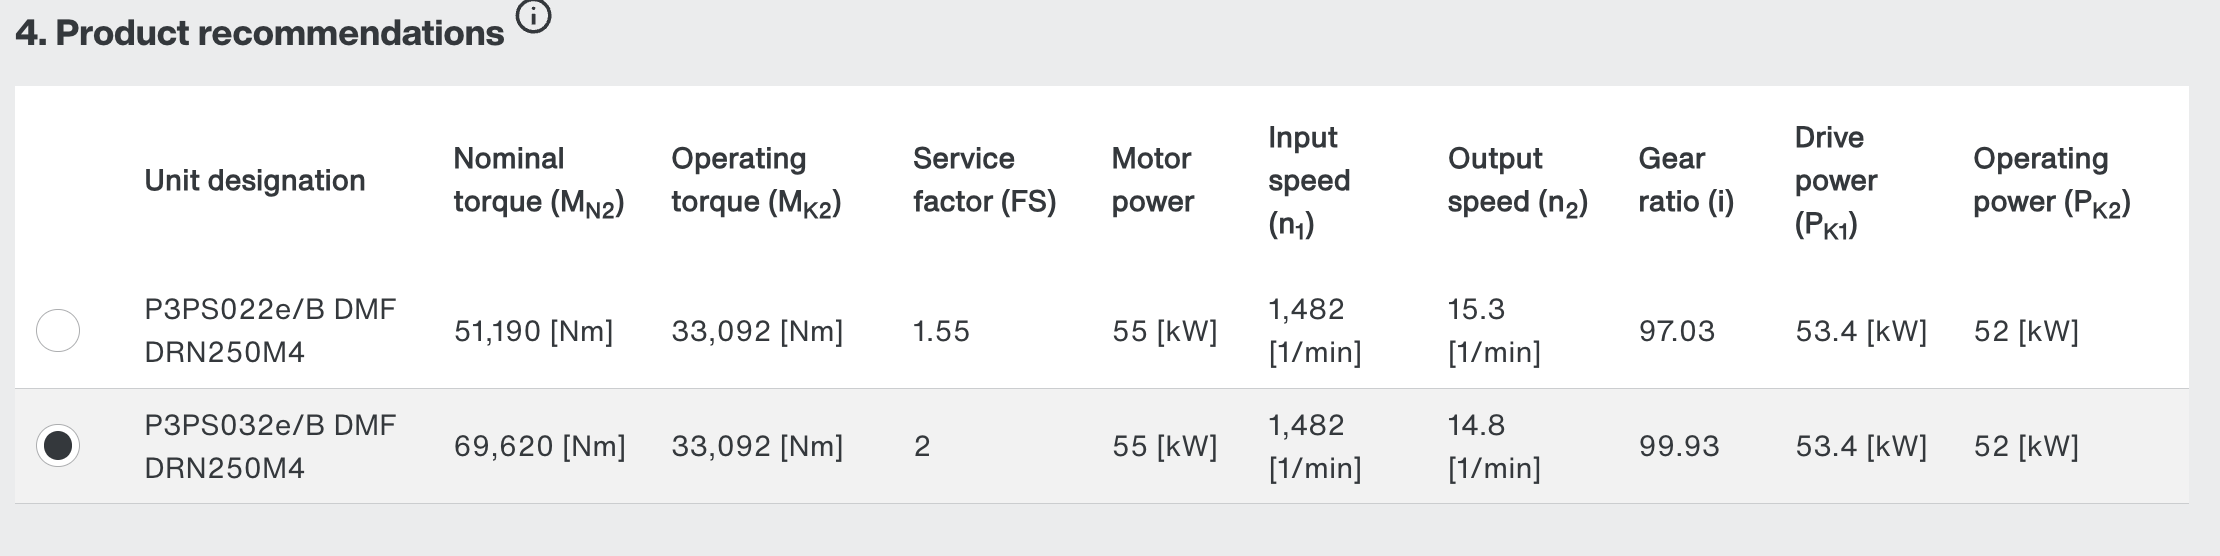 4. Product recommendations ⓘ
Unit designation
Nominal
torque (MN2)
Operating
torque (MK2)
Service
factor (FS)
Motor
power
Input
speed
(n1)
Output
speed (n2)
Gear
ratio (i)
Drive
power
(PK1)
Operating
power (PK2)
P3PS022e/B DMF
DRN250M4
51,190 [Nm]
33,092 [Nm]
1.55
55 [kW]
1,482
[1/min]
15.3
[1/min]
97.03
53.4 [kW]
52 [kW]
P3PS032e/B DMF
DRN250M4
69,620 [Nm]
33,092 [Nm]
2
55 [kW]
1,482
[1/min]
14.8
[1/min]
99.93
53.4 [kW]
52 [kW]